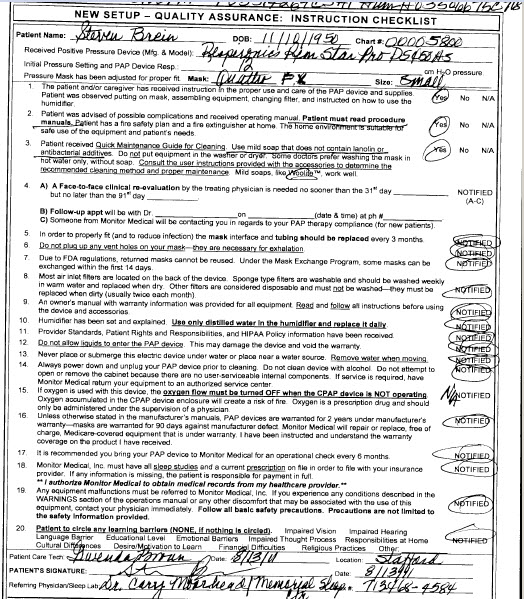 NEW SETUP – QUALITY ASSURANCE: INSTRUCTION CHECKLIST
Patient Name: Steven Brein DOB: 11/10/1950 Chart #: 00005800
Received Positive Pressure Device (Mfg. & Model): Respironics Rem Star Pro DS450HS
Initial Pressure Setting and PAP Device Resp.: 12 cm H₂O pressure
Pressure Mask has been adjusted for proper fit. Mask: Quattro FX Size: Small
1. The patient and/or caregiver has received instruction in the proper use and care of the PAP device and supplies. Yes No N/A
Patient was observed putting on mask, assembling equipment, changing filter, and instructed on how to use the
humidifier.
2. Patient was advised of possible complications and received operating manual. Patient must read procedure Yes No N/A
manuals. Patient has a fire safety plan and a fire extinguisher at home. The home environment is suitable for
safe use of the equipment and patient's needs.
3. Patient received Quick Maintenance Guide for Cleaning. Use mild soap that does not contain lanolin or Yes No N/A
antibacterial additives. Do not put equipment in the washer or dryer. Some doctors prefer washing the mask in
hot water only, without soap. Consult the user instructions provided with the accessories to determine the
recommended cleaning method and proper maintenance. Mild soaps, like Woolite, work well.
4. A) A Face-to-face clinical re-evaluation by the treating physician is needed no sooner than the 31st day NOTIFIED
but no later than the 91st day (A-C)
B) Follow-up appt will be with Dr. on (date & time) at ph#
C) Someone from Monitor Medical will be contacting you in regards to your PAP therapy compliance (for new patients).
5. In order to properly fit (and to reduce infection) the mask interface and tubing should be replaced every 3 months. NOTIFIED
6. Do not plug up any vent holes on your mask—they are necessary for exhalation. NOTIFIED
7. Due to FDA regulations, returned masks cannot be reused. Under the Mask Exchange Program, some masks can be NOTIFIED
exchanged within the first 14 days.
8. Most air inlet filters are located on the back of the device. Sponge type filters are washable and should be washed weekly
in warm water and replaced when dry. Other filters are considered disposable and must not be washed—they must be NOTIFIED
replaced when dirty (usually twice each month)
9. An owner's manual with warranty information was provided for all equipment. Read and follow all instructions before using NOTIFIED
the device and accessories.
10. Humidifier has been set and explained. Use only distilled water in the humidifier and replace it daily. NOTIFIED
11. Provider Standards, Patient Rights and Responsibilities, and HIPAA Policy information have been received. NOTIFIED
12. Do not allow liquids to enter the PAP device. This may damage the device and void the warranty. NOTIFIED
13. Never place or submerge this electric device under water or place near a water source. Remove water when moving NOTIFIED
14. Always power down and unplug your PAP device prior to cleaning. Do not clean device with alcohol. Do not attempt to NOTIFIED
open or remove the cabinet because there are no user-serviceable internal components. If service is required, have
Monitor Medical return your equipment to an authorized service center.
15. If oxygen is used with this device, the oxygen flow must be turned OFF when the CPAP device is NOT operating. N/A NOTIFIED
Oxygen accumulated in the CPAP device enclosure will create a risk of fire. Oxygen is a prescription drug and should
only be administered under the supervision of a physician.
16. Unless otherwise stated in the manufacturer's manuals, PAP devices are warranted for 2 years under manufacturer's
warranty—masks are warranted for 90 days against manufacturer defect. Monitor Medical will repair or replace, free of NOTIFIED
charge, Medicare-covered equipment that is under warranty. I have been instructed and understand the warranty
coverage on the product I have received.
17. It is recommended you bring your PAP device to Monitor Medical for an operational check every 6 months. NOTIFIED
18. Monitor Medical, Inc. must have all sleep studies and a current prescription on file in order to file with your insurance NOTIFIED
provider. If any information is missing, the patient is responsible for payment in full.
** I authorize Monitor Medical to obtain medical records from my healthcare provider.**
19. Any equipment malfunctions must be referred to Monitor Medical, Inc. If you experience any conditions described in the
WARNINGS section of the operations manual or any other discomfort that may be associated with the use of this NOTIFIED
equipment, contact your physician immediately. Follow all basic safety precautions. Precautions are not limited to
the safety information provided.
20. Patient to circle any learning barriers (NONE, if nothing is circled). Impaired Vision Impaired Hearing
Language Barrier Educational Level Emotional Barriers Impaired Thought Process Responsibilities at Home NOTIFIED
Cultural Differences Desire/Motivation to Learn Financial Difficulties Religious Practices Other:
Patient Care Tech: Gwenda Brown Date: 8/13/11 Location: Stafford
PATIENT'S SIGNATURE: Date:
Referring Physician/Sleep Lab: Dr. Cary Moorhead/Memorial Sleep #: 713/468-4584